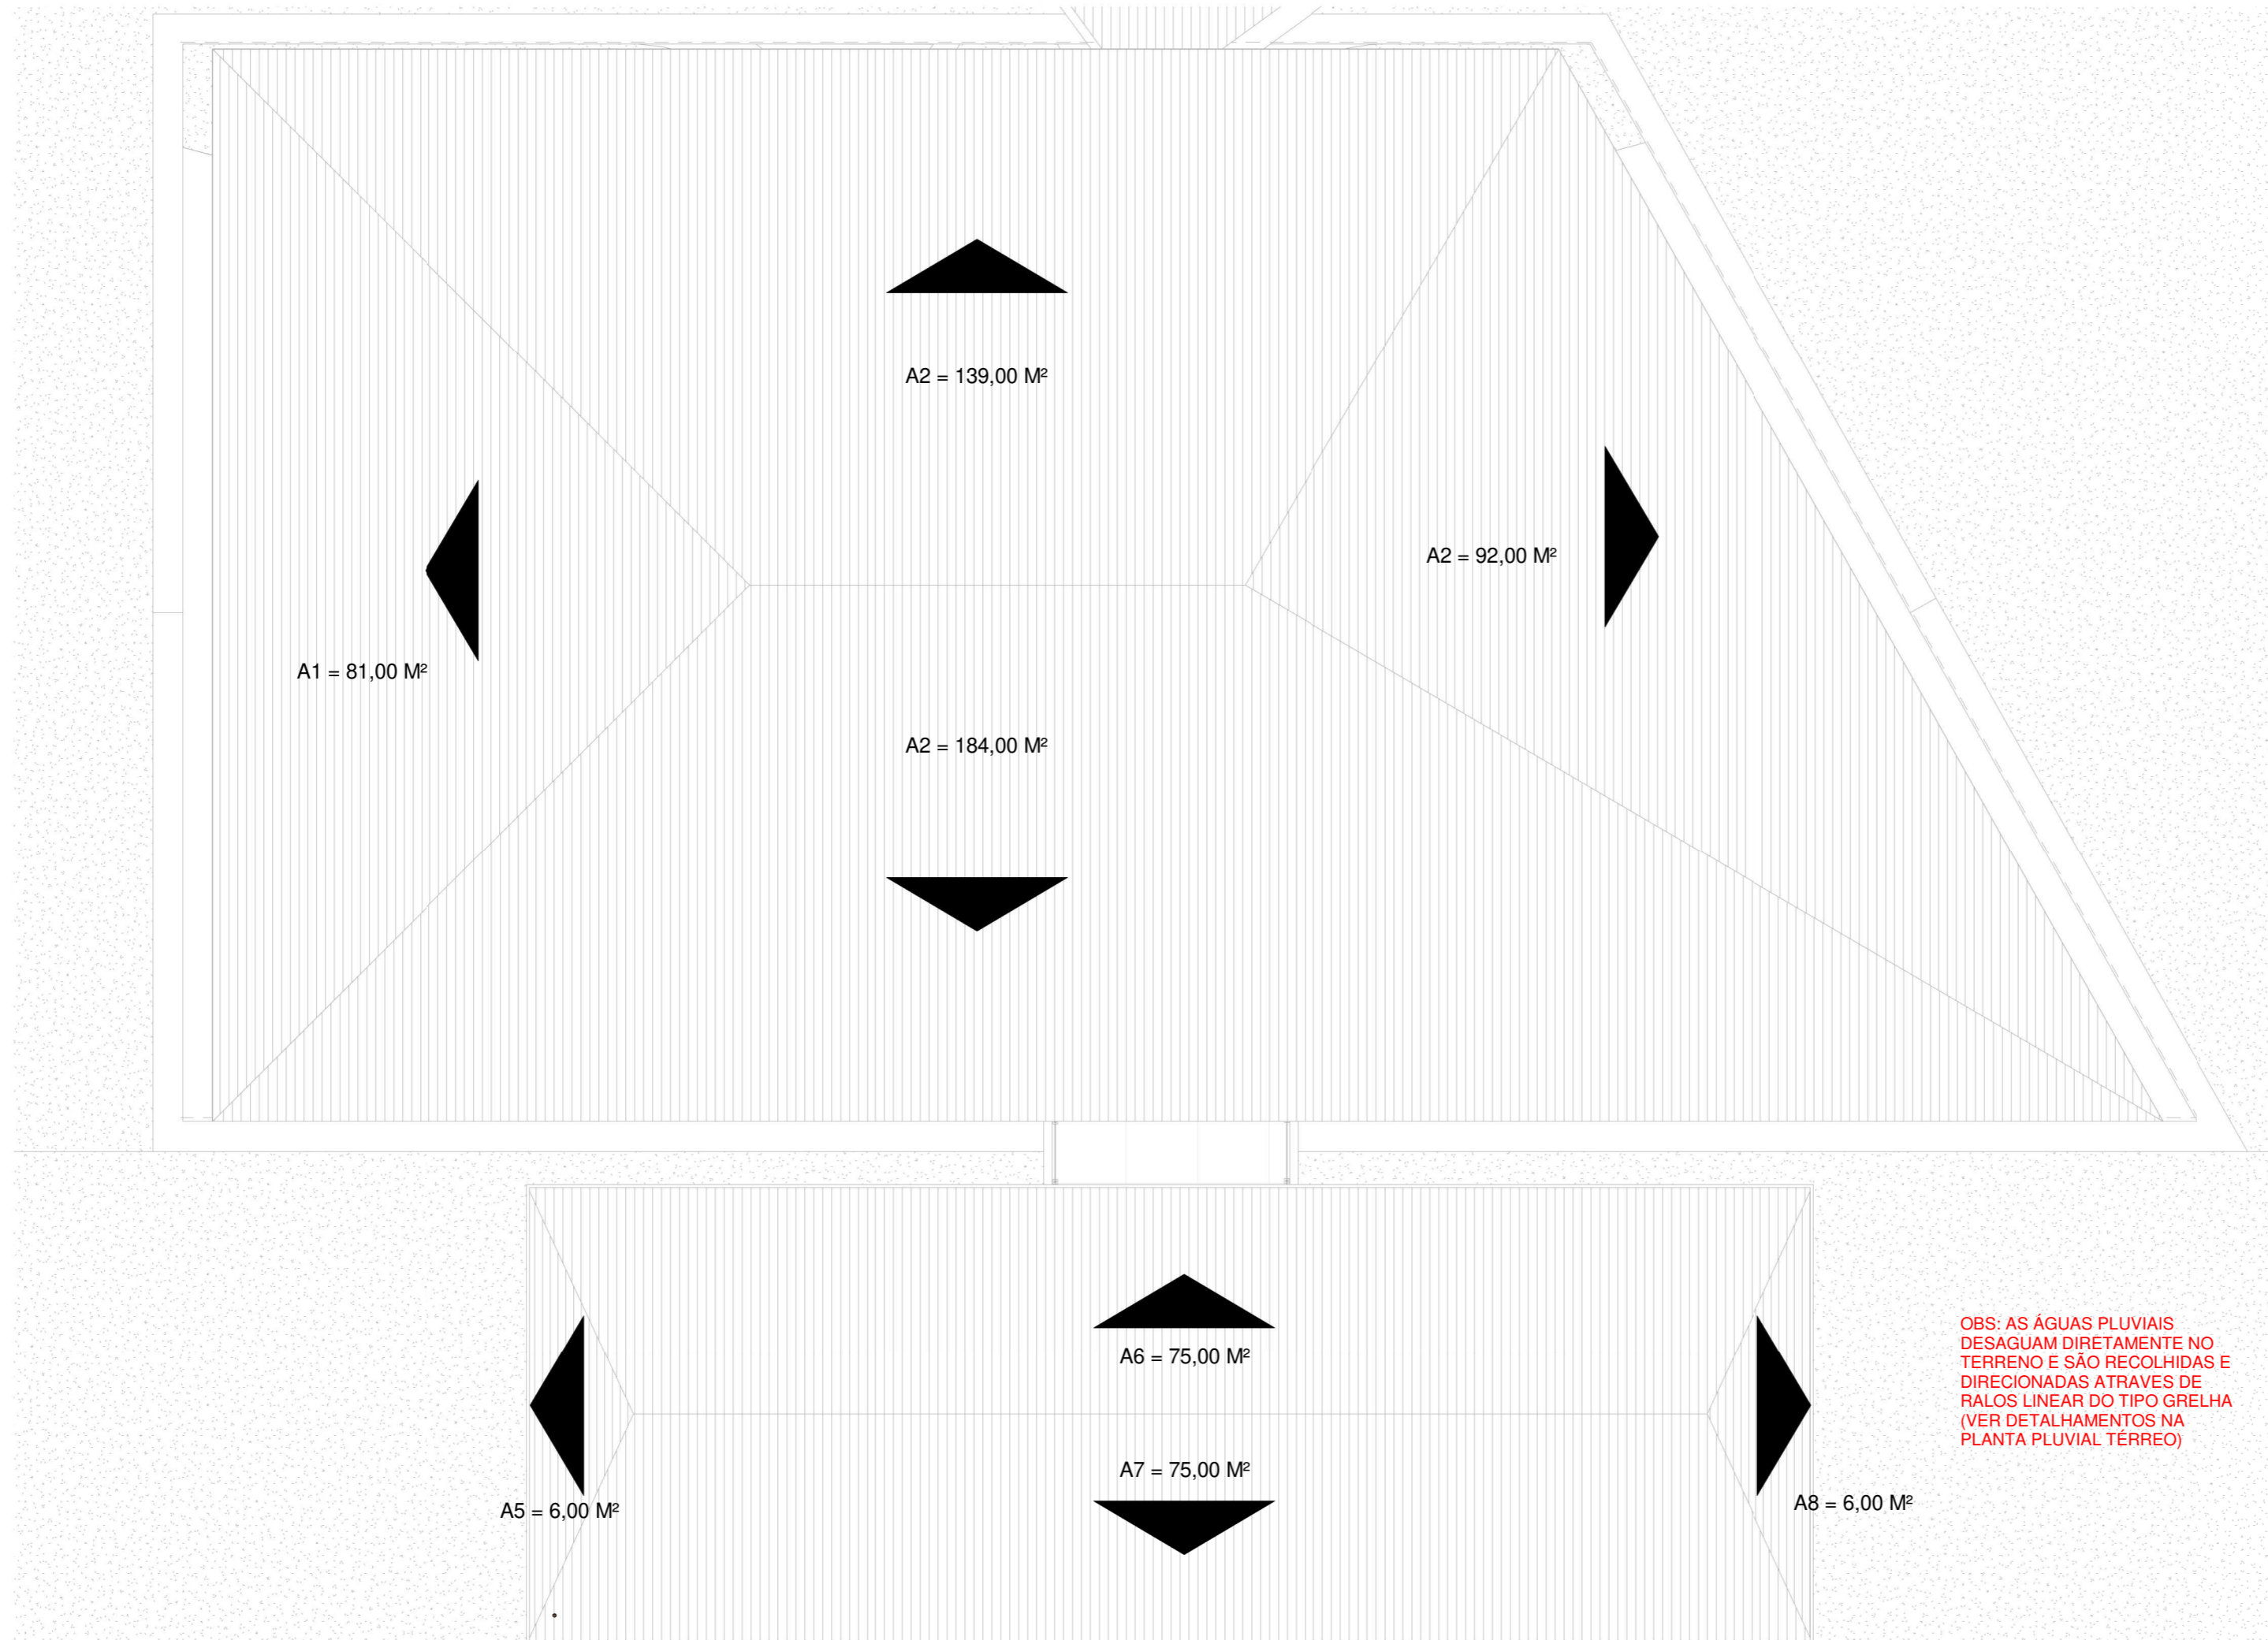 A2 = 139,00 M²
A2 = 92,00 M²
A1 = 81,00 M²
A2 = 184,00 M²
A6 = 75,00 M²
A7 = 75,00 M²
A5 = 6,00 M²
A8 = 6,00 M²
OBS: AS ÁGUAS PLUVIAIS
DESAGUAM DIRETAMENTE NO
TERRENO E SÃO RECOLHIDAS E
DIRECIONADAS ATRAVES DE
RALOS LINEAR DO TIPO GRELHA
(VER DETALHAMENTOS NA
PLANTA PLUVIAL TÉRREO)